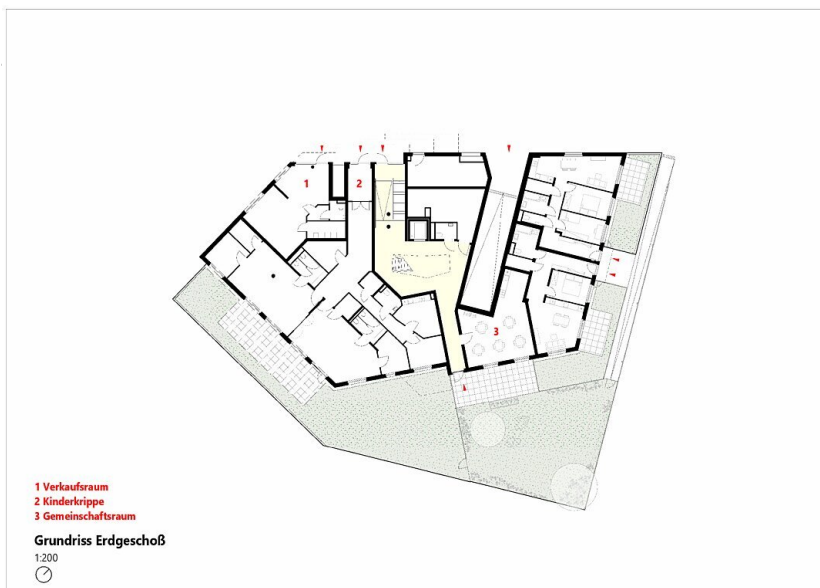 1
2
3
1 Verkaufsraum
2 Kinderkrippe
3 Gemeinschaftsraum
Grundriss Erdgeschoß
1:200